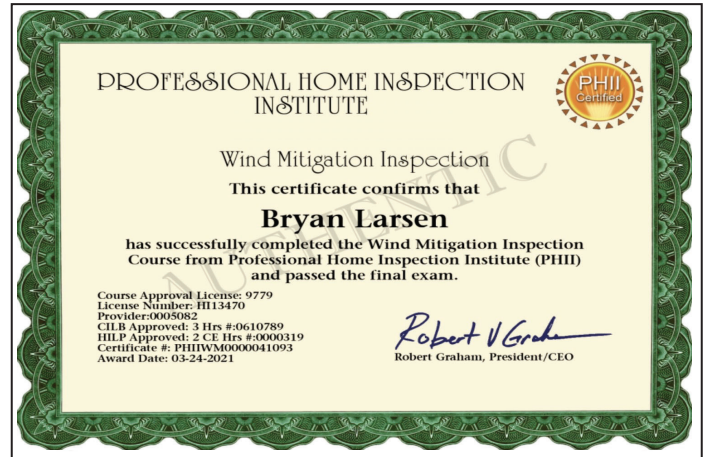 PROFESSIONAL HOME INSPECTION
INSTITUTE
PHII
Certified
Wind Mitigation Inspection
This certificate confirms that
Bryan Larsen
has successfully completed the Wind Mitigation Inspection
Course from Professional Home Inspection Institute (PHII)
and passed the final exam.
AUTHENTIC
Course Approval License: 9779
License Number: HI13470
Provider:0005082
CILB Approved: 3 Hrs #:0610789
HILP Approved: 2 CE Hrs #:0000319
Certificate #: PHIIWM0000041093
Award Date: 03-24-2021
Robert V Graham
Robert Graham, President/CEO